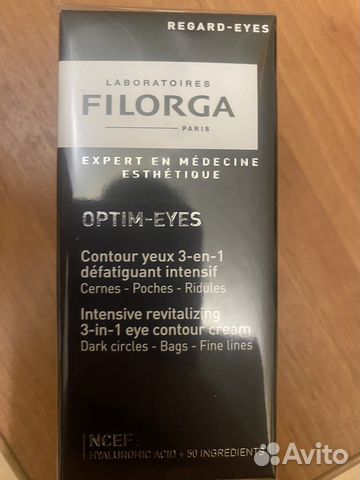 REGARD-EYES
LABORATOIRES
FILORGA
PARIS
EXPERT EN MÉDECINE
ESTHÉTIQUE
OPTIM-EYES
Contour yeux 3-en-1
défatiguant intensif
Cernes - Poches - Ridules
Intensive revitalizing
3-in-1 eye contour cream
Dark circles - Bags - Fine lines
NCEF
HYALURONIC ACID + 50 INGREDIENTS
Avito